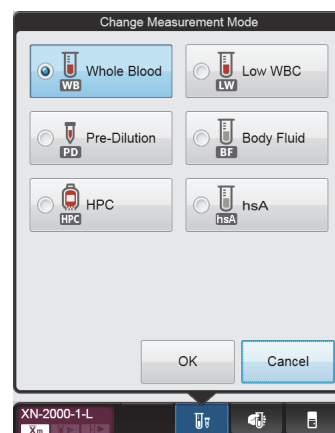 Change Measurement Mode
Whole Blood
WB
Low WBC
LW
Pre-Dilution
PD
Body Fluid
BF
HPC
HPC
hsA
hsA
OK
Cancel
XN-2000-1-L